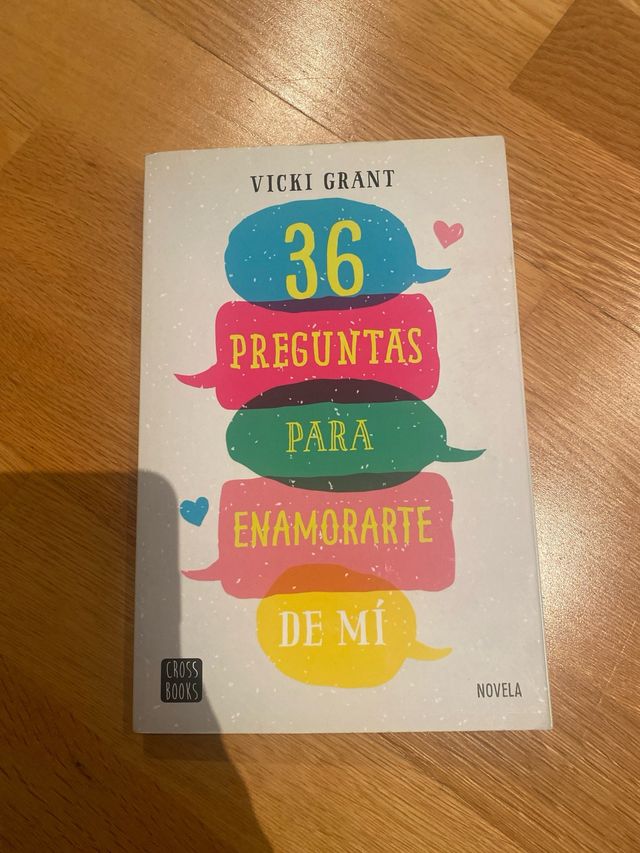 VICKI GRANT
36
PREGUNTAS
PARA
ENAMORARTE
DE MÍ
CROSS
BOOKS
NOVELA